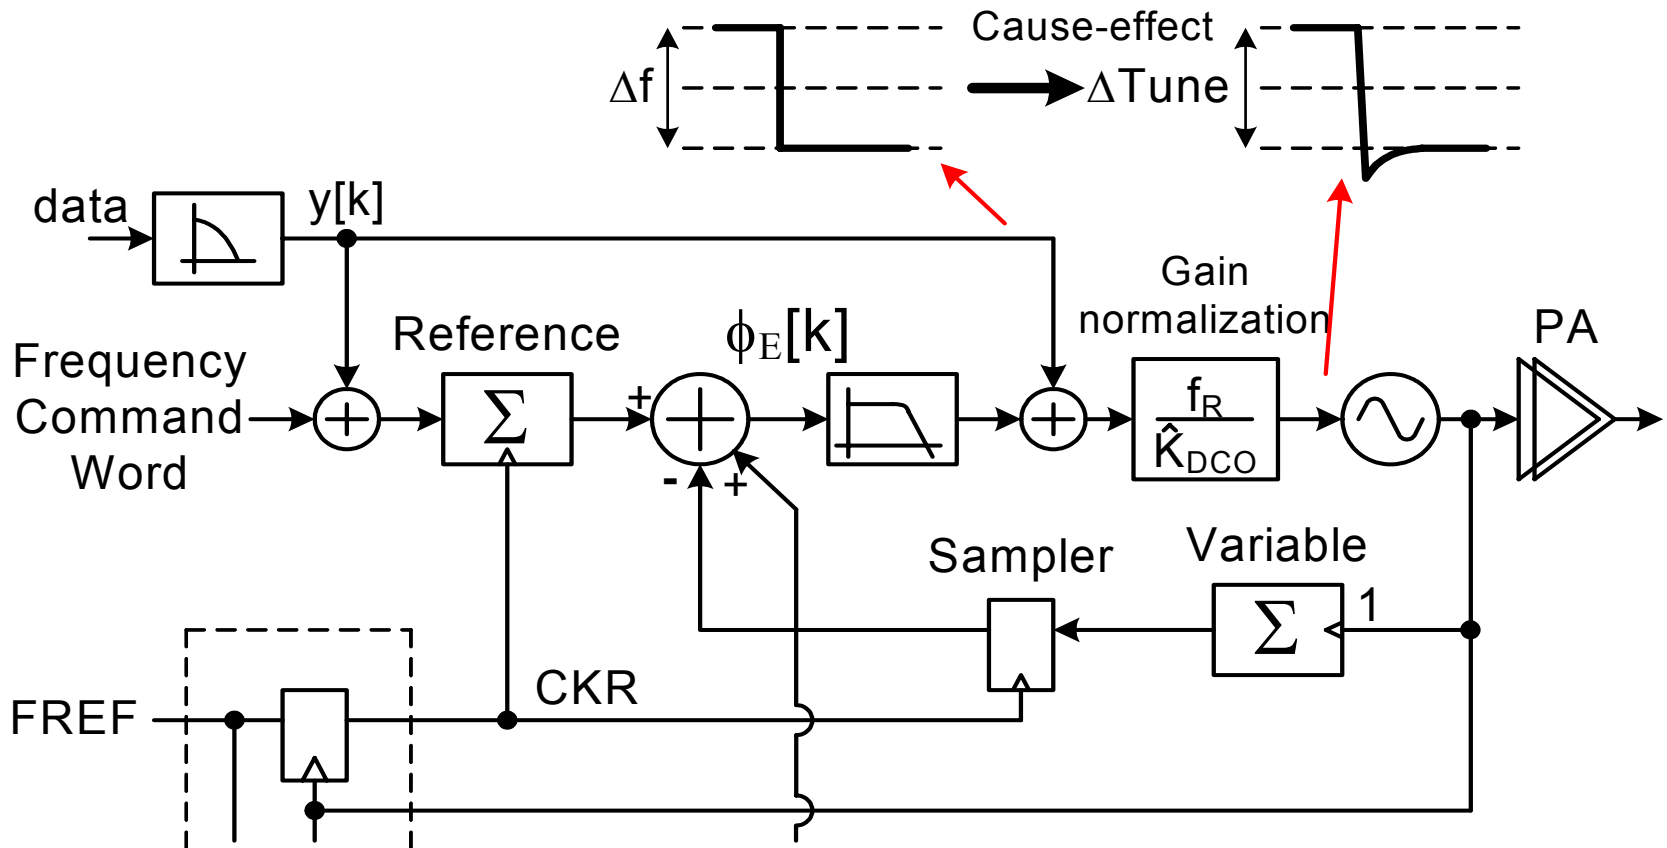 Cause-effect
Δf
ΔTune
data
y[k]
Gain
normalization
Reference
ϕE[k]
PA
Frequency
Command
Word
+
Σ
fR
K̂DCO
-
+
Sampler
Variable
Σ
1
CKR
FREF